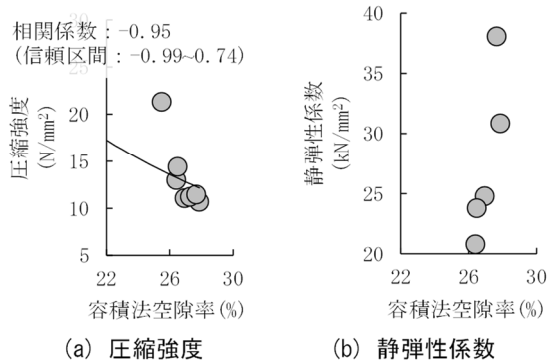 相関係数：-0.95
(信頼区間：-0.99~0.74)
30
20
15
10
5
22
26
30
圧縮強度
(N/mm²)
容積法空隙率(%)
(a) 圧縮強度
40
35
30
25
20
22
26
30
静弾性係数
(kN/mm²)
容積法空隙率(%)
(b) 静弾性係数